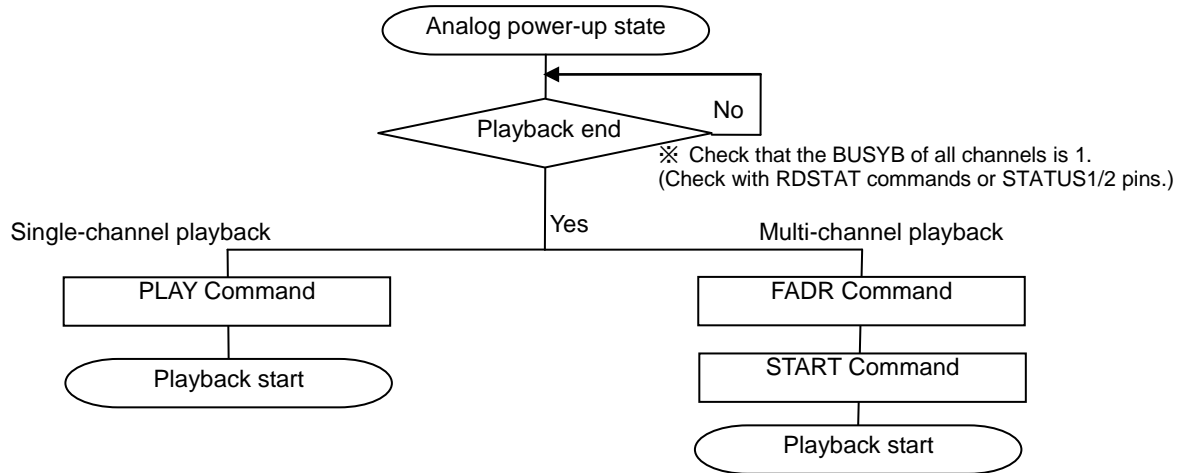 Analog power-up state
No
Playback end
※ Check that the BUSYB of all channels is 1.
(Check with RDSTAT commands or STATUS1/2 pins.)
Yes
Single-channel playback
Multi-channel playback
PLAY Command
FADR Command
Playback start
START Command
Playback start